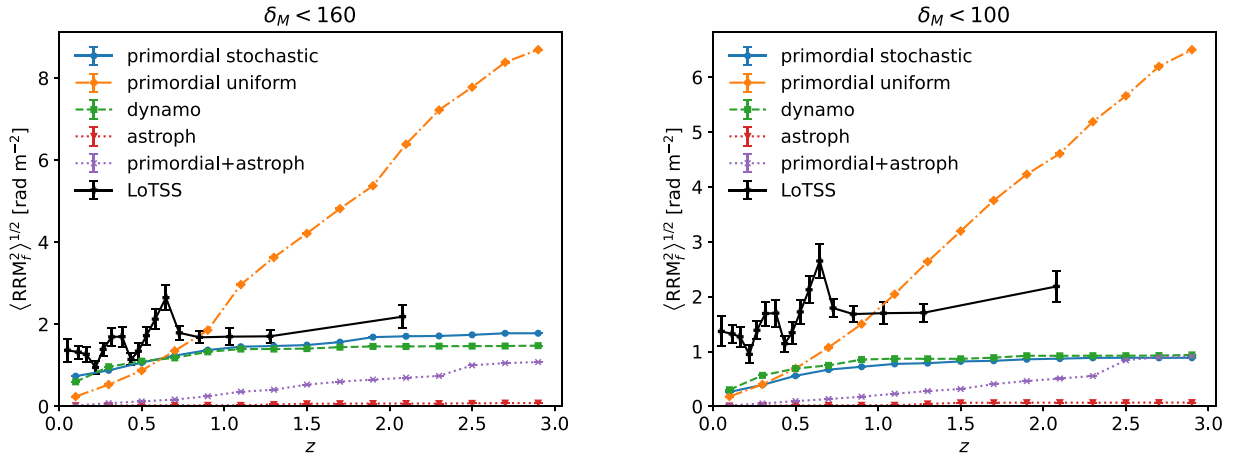 δ_M < 160
⟨RRM_f^2⟩^{1/2} [rad m^{-2}]
8
6
4
2
0
primordial stochastic
primordial uniform
dynamo
astroph
primordial+astroph
LoTSS
0.0 0.5 1.0 1.5 2.0 2.5 3.0
z
δ_M < 100
⟨RRM_f^2⟩^{1/2} [rad m^{-2}]
6
5
4
3
2
1
0
primordial stochastic
primordial uniform
dynamo
astroph
primordial+astroph
LoTSS
0.0 0.5 1.0 1.5 2.0 2.5 3.0
z